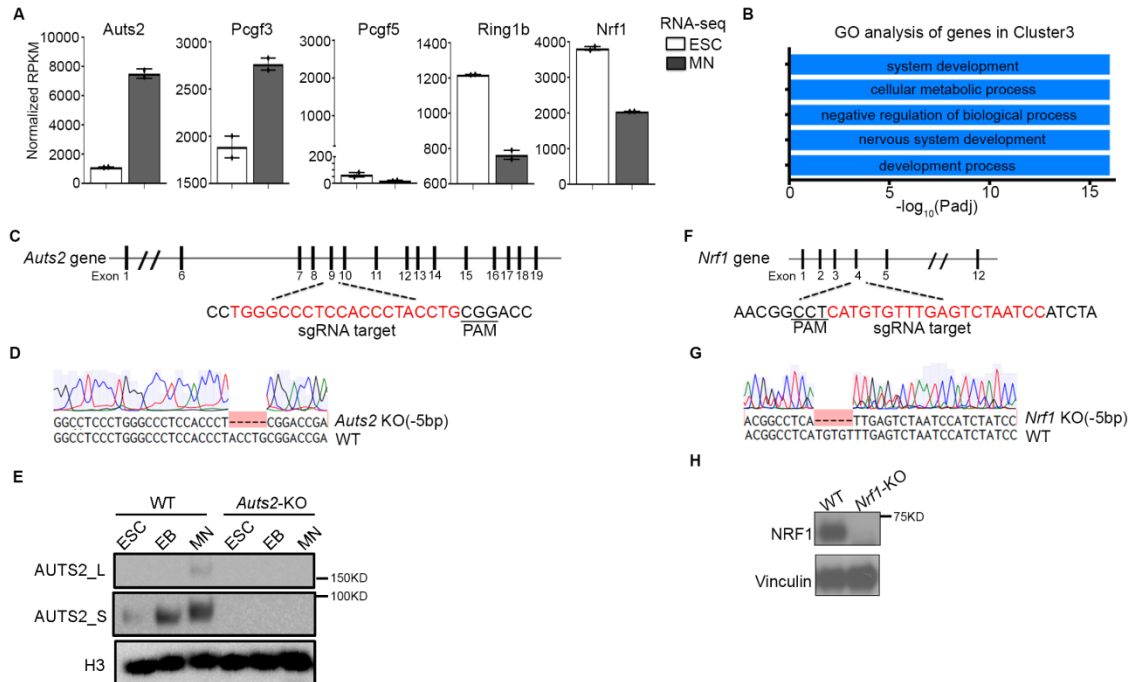 A
Auts2
Pcgf3
Pcgf5
Ring1b
Nrf1
RNA-seq
ESC
MN
Normalized RPKM
10000
8000
6000
4000
2000
0
3000
2500
2000
1500
3000
2500
2000
1500
1000
200
0
1400
1200
1000
800
600
4000
3000
2000
1000
0
B
GO analysis of genes in Cluster3
system development
cellular metabolic process
negative regulation of biological process
nervous system development
development process
0 5 10 15
-log10(Padj)
C
Auts2 gene
Exon 1 6 7 8 9 10 11 12 13 14 15 16 17 18 19
CCTGGGCCCTCCACCCTACCTGCGGACC
sgRNA target PAM
D
GGCCTCCCTGGGCCCTCCACCCT-----CGGACCGA Auts2 KO(-5bp)
GGCCTCCCTGGGCCCTCCACCCTACCTGCGGACCGA WT
E
WT Auts2-KO
ESC EB MN ESC EB MN
AUTS2_L
150KD
100KD
AUTS2_S
H3
F
Nrf1 gene
Exon 1 2 3 4 5 12
AACGGCCTCATGTGTTTGAGTCTAATCCATCTA
PAM sgRNA target
G
ACGGCCTCA-----TTGAGTCTAATCCATCTATCC Nrf1 KO(-5bp)
ACGGCCTCATGTGTTTGAGTCTAATCCATCTATCC WT
H
WT Nrf1-KO
75KD
NRF1
Vinculin